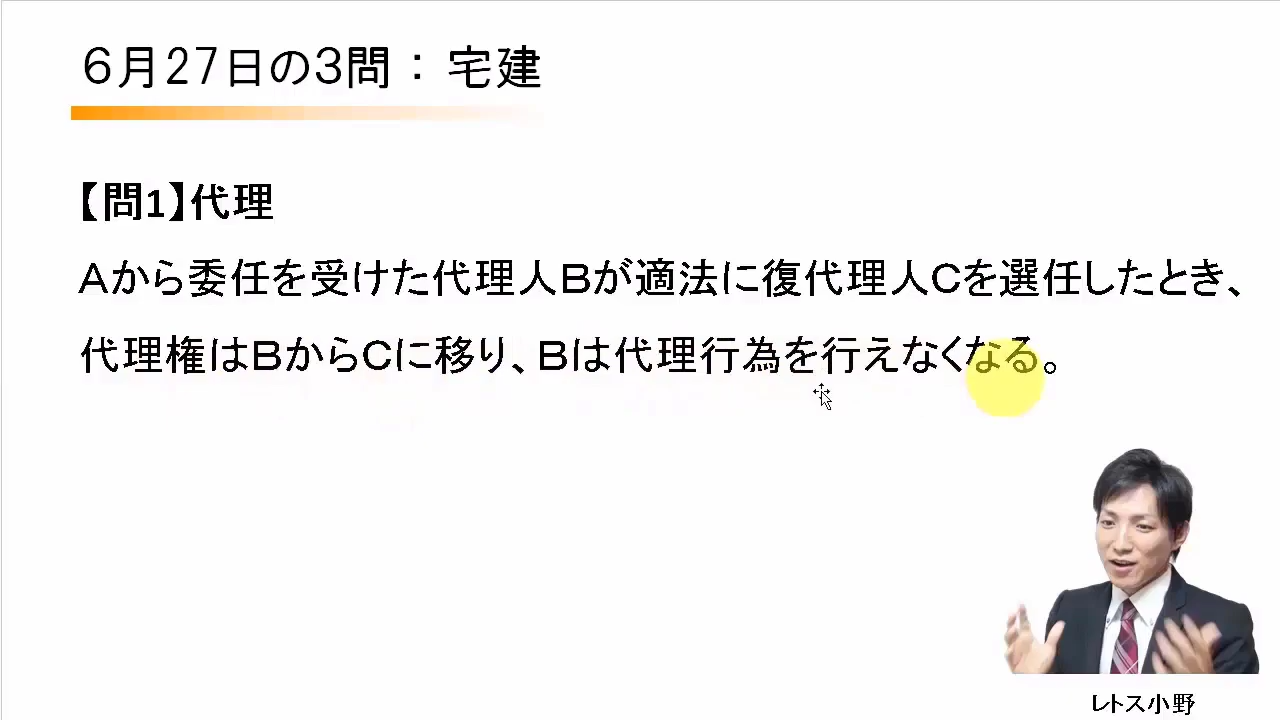 ６月27日の3問：宅建
【問1】代理
Aから委任を受けた代理人Bが適法に復代理人Cを選任したとき、
代理権はBからCに移り、Bは代理行為を行えなくなる。
レトス小野